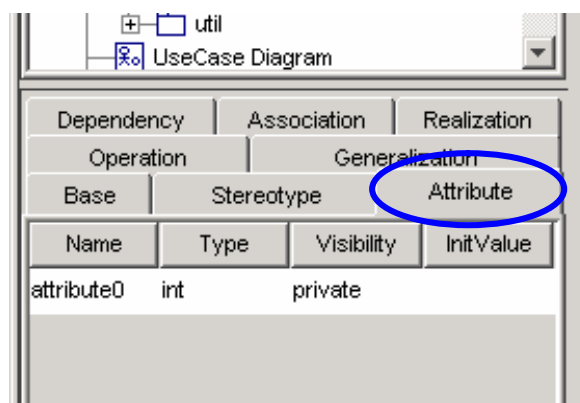 util
UseCase Diagram
Dependency Association Realization
Operation Generalization
Base Stereotype Attribute
Name Type Visibility InitValue
attribute0 int private